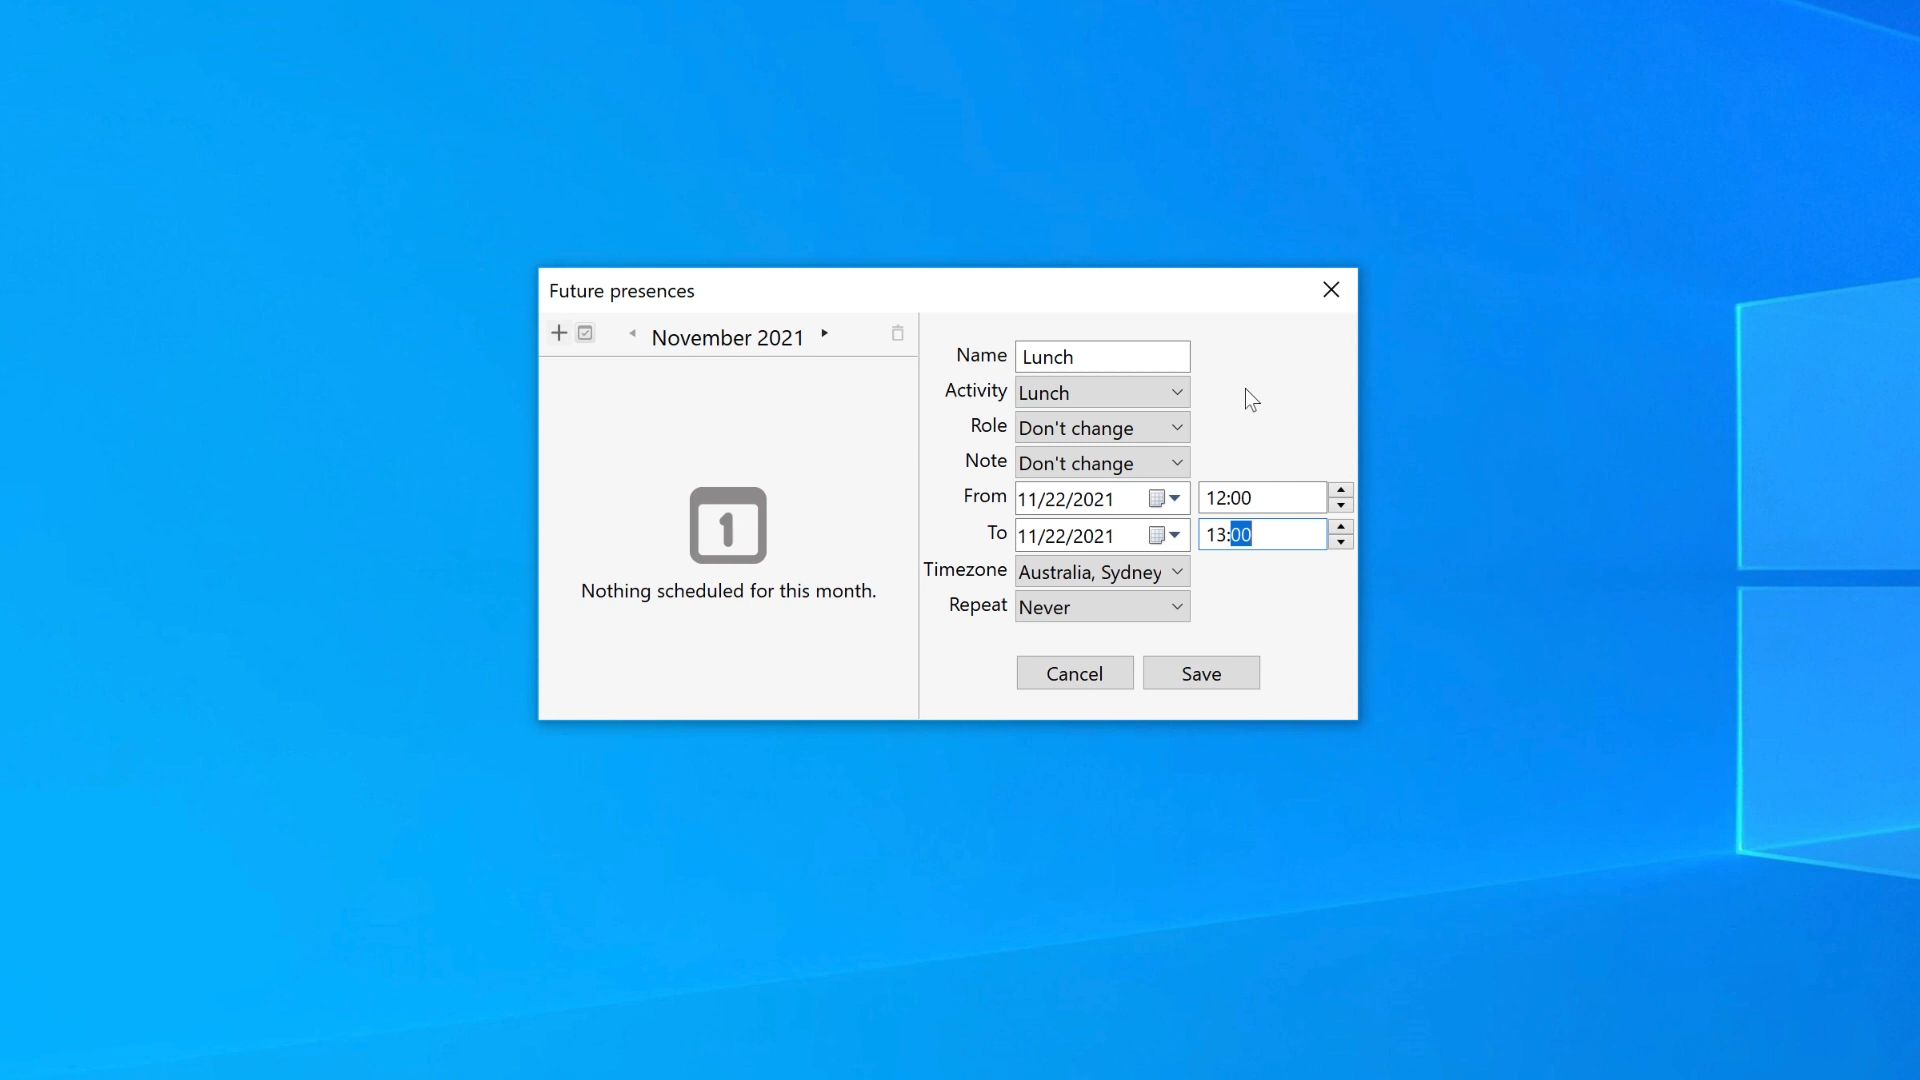 Future presences
November 2021
1
Nothing scheduled for this month.
Name Lunch
Activity Lunch
Role Don't change
Note Don't change
From 11/22/2021 12:00
To 11/22/2021 13:00
Timezone Australia, Sydney
Repeat Never
Cancel Save